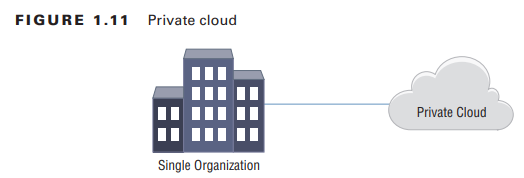 FIGURE 1.11 Private cloud
Private Cloud
Single Organization